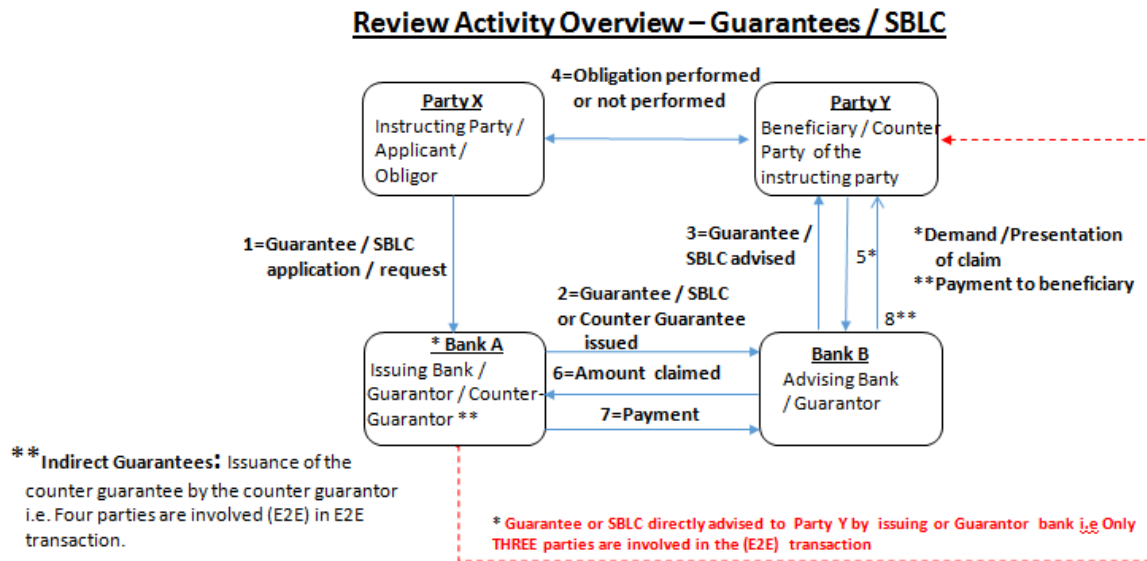 Review Activity Overview – Guarantees / SBLC
4=Obligation performed
or not performed
Party X
Instructing Party /
Applicant /
Obligor
Party Y
Beneficiary / Counter
Party of the
instructing party
1=Guarantee / SBLC
application / request
3=Guarantee /
SBLC advised
5*
*Demand /Presentation
of claim
**Payment to beneficiary
8**
2=Guarantee / SBLC
or Counter Guarantee
issued
* Bank A
Issuing Bank /
Guarantor / Counter-
Guarantor **
6=Amount claimed
7=Payment
Bank B
Advising Bank
/ Guarantor
**Indirect Guarantees: Issuance of the
counter guarantee by the counter guarantor
i.e. Four parties are involved (E2E) in E2E
transaction.
* Guarantee or SBLC directly advised to Party Y by issuing or Guarantor bank i.e Only
THREE parties are involved in the (E2E) transaction